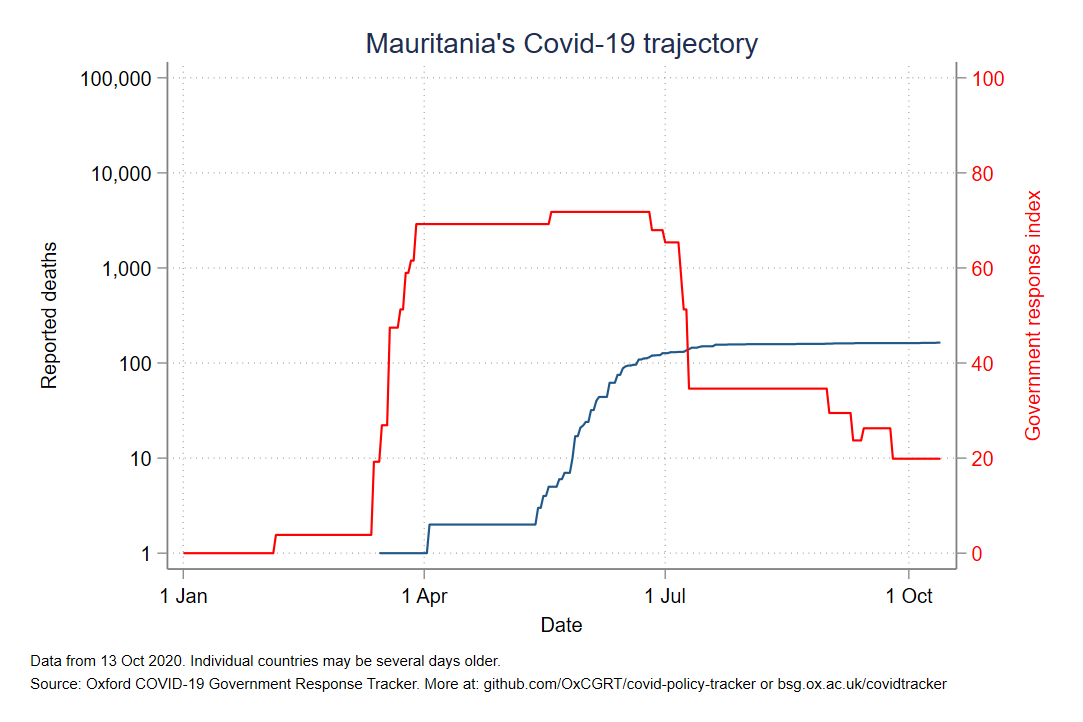 Mauritania's Covid-19 trajectory
100,000
10,000
1,000
100
10
1
Reported deaths
100
80
60
40
20
0
Government response index
1 Jan
1 Apr
1 Jul
1 Oct
Date
Data from 13 Oct 2020. Individual countries may be several days older.
Source: Oxford COVID-19 Government Response Tracker. More at: github.com/OxCGRT/covid-policy-tracker or bsg.ox.ac.uk/covidtracker